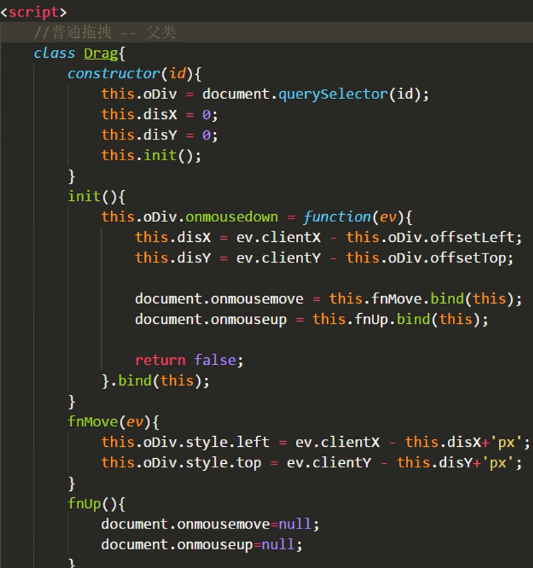 <script>
//普通拖拽 -- 父类
class Drag{
constructor(id){
this.oDiv = document.querySelector(id);
this.disX = 0;
this.disY = 0;
this.init();
}
init(){
this.oDiv.onmousedown = function(ev){
this.disX = ev.clientX - this.oDiv.offsetLeft;
this.disY = ev.clientY - this.oDiv.offsetTop;
document.onmousemove = this.fnMove.bind(this);
document.onmouseup = this.fnUp.bind(this);
return false;
}.bind(this);
}
fnMove(ev){
this.oDiv.style.left = ev.clientX - this.disX+'px';
this.oDiv.style.top = ev.clientY - this.disY+'px';
}
fnUp(){
document.onmousemove=null;
document.onmouseup=null;
}